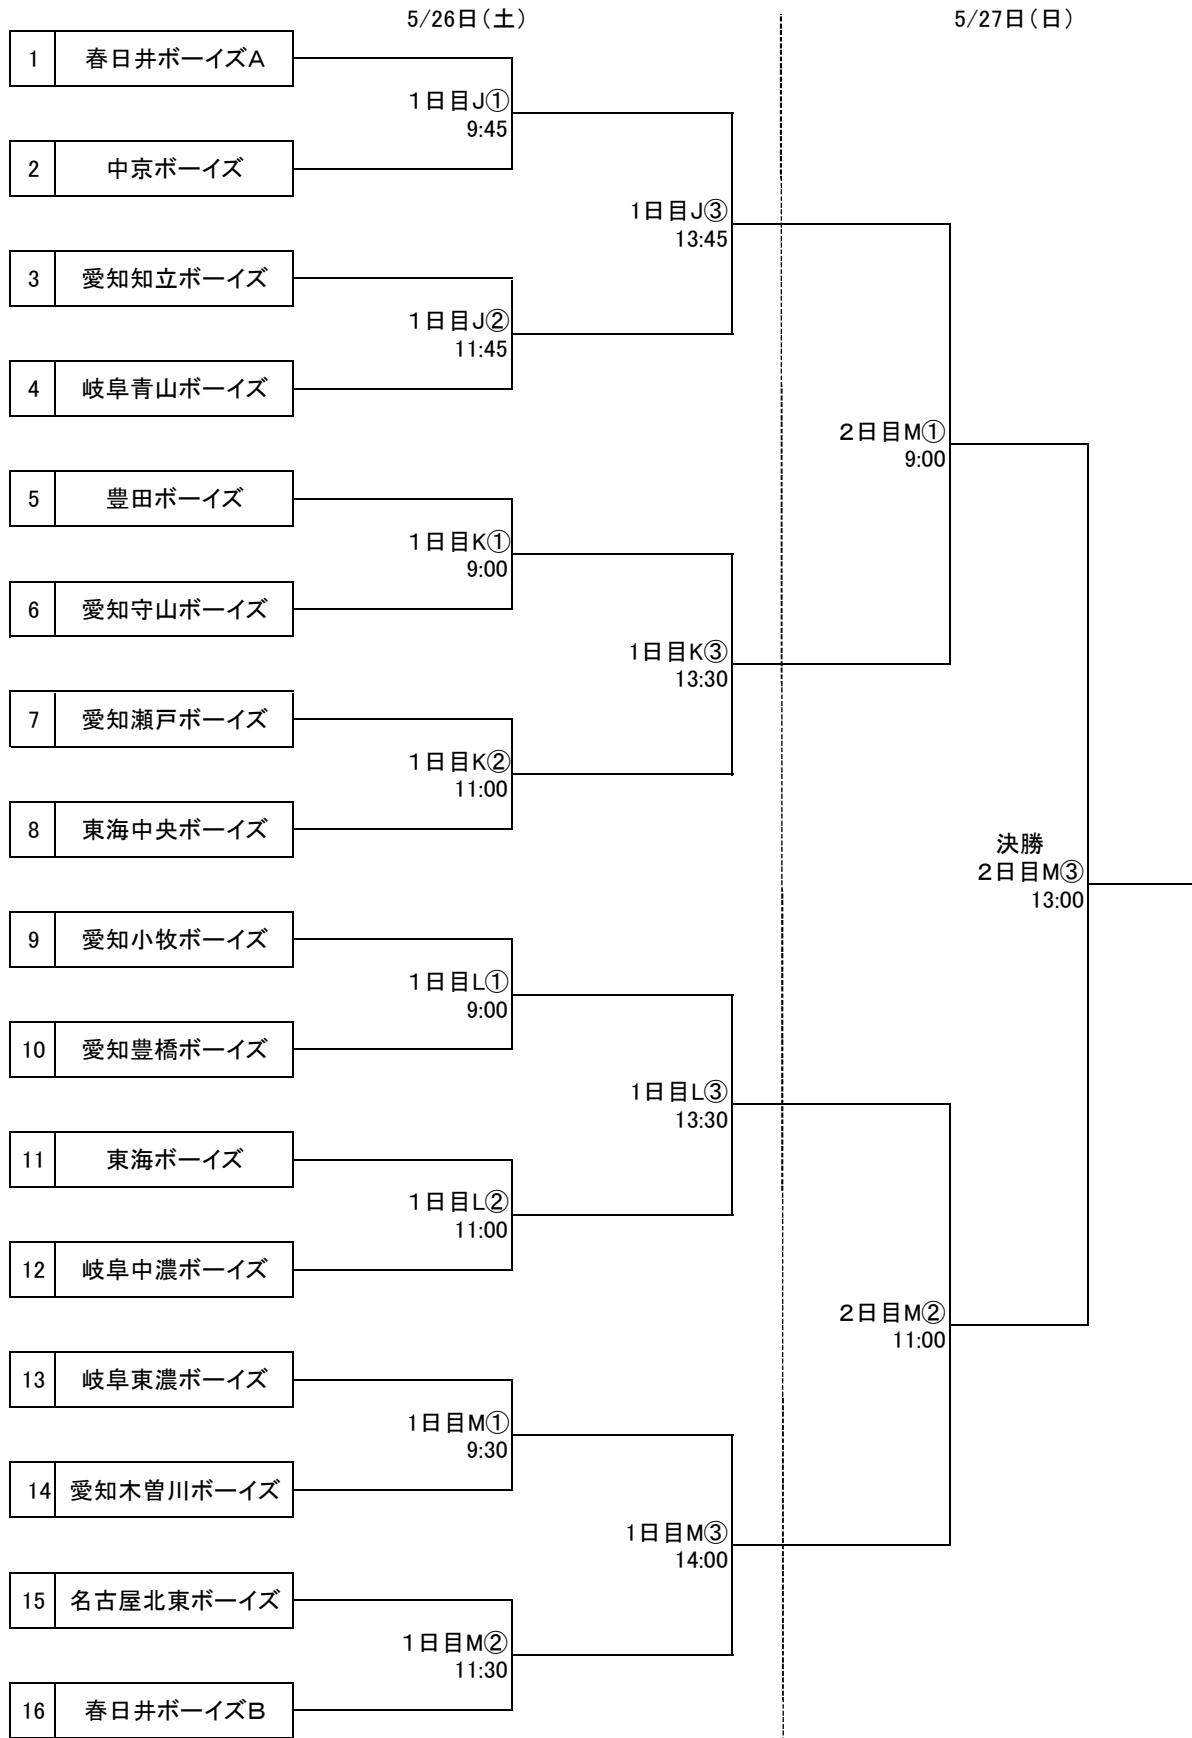 5/26日(土)
5/27日(日)
1 春日井ボーイズA
1日目J①
9:45
2 中京ボーイズ
1日目J③
13:45
3 愛知知立ボーイズ
1日目J②
11:45
4 岐阜青山ボーイズ
2日目M①
9:00
5 豊田ボーイズ
1日目K①
9:00
6 愛知守山ボーイズ
1日目K③
13:30
7 愛知瀬戸ボーイズ
1日目K②
11:00
8 東海中央ボーイズ
決勝
2日目M③
13:00
9 愛知小牧ボーイズ
1日目L①
9:00
10 愛知豊橋ボーイズ
1日目L③
13:30
11 東海ボーイズ
1日目L②
11:00
12 岐阜中濃ボーイズ
2日目M②
11:00
13 岐阜東濃ボーイズ
1日目M①
9:30
14 愛知木曽川ボーイズ
1日目M③
14:00
15 名古屋北東ボーイズ
1日目M②
11:30
16 春日井ボーイズB